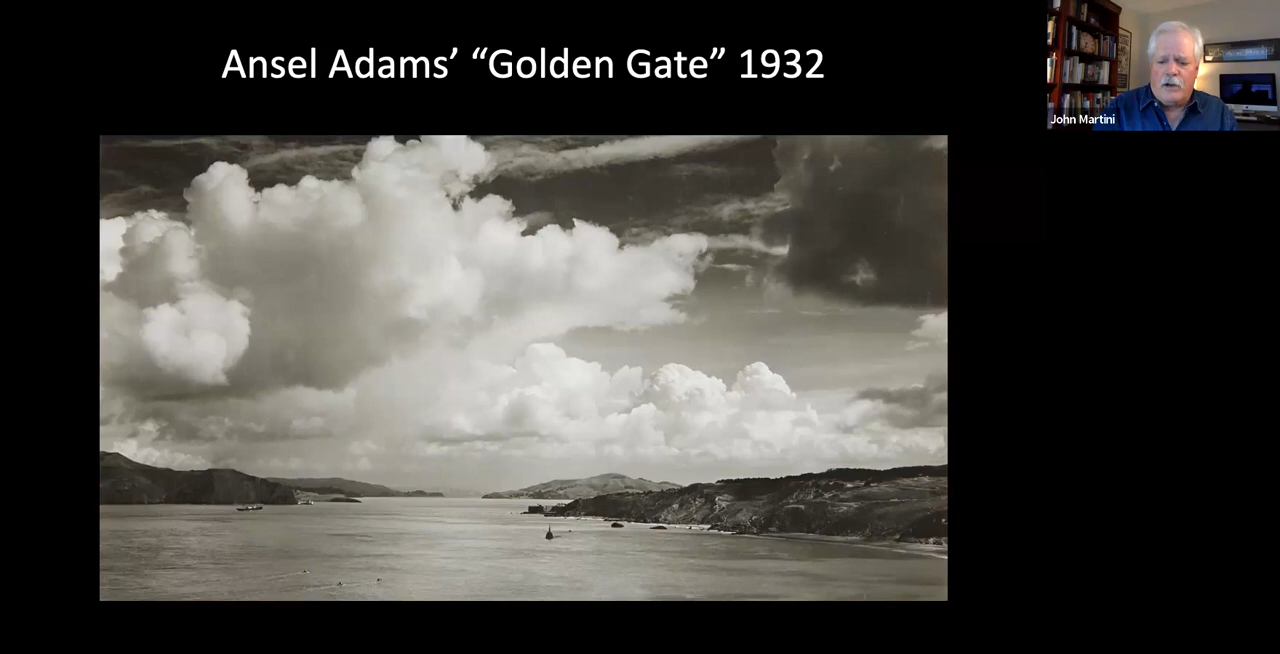 Ansel Adams’ “Golden Gate” 1932
John Martini